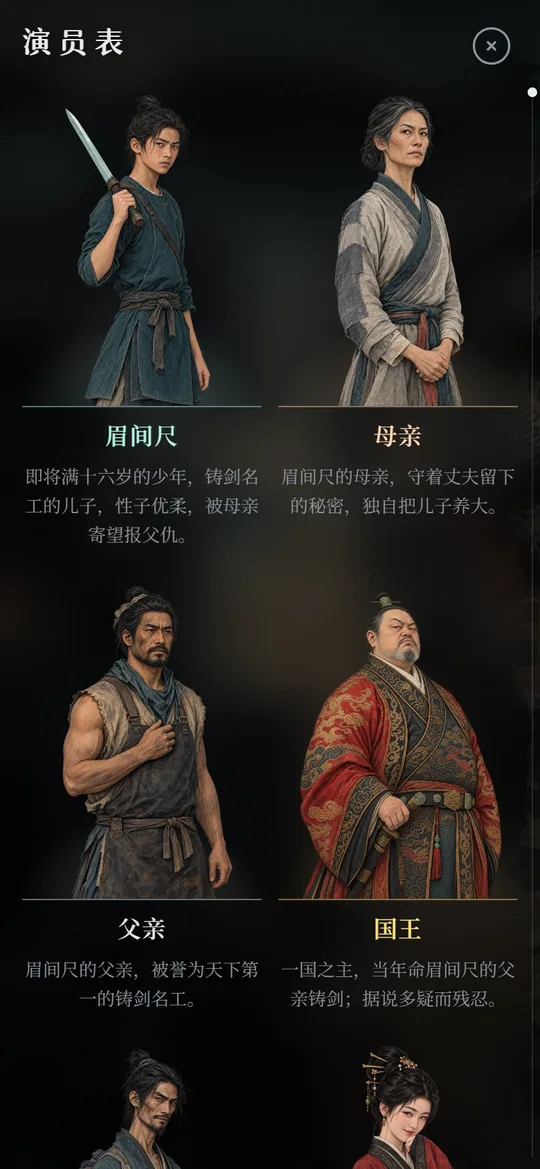 演员表
眉间尺
即将满十六岁的少年，铸剑名
工的儿子，性子优柔，被母亲
寄望报父仇。
母亲
眉间尺的母亲，守着丈夫留下
的秘密，独自把儿子养大。
父亲
眉间尺的父亲，被誉为天下第
一的铸剑名工。
国王
一国之主，当年命眉间尺的父
亲铸剑；据说多疑而残忍。